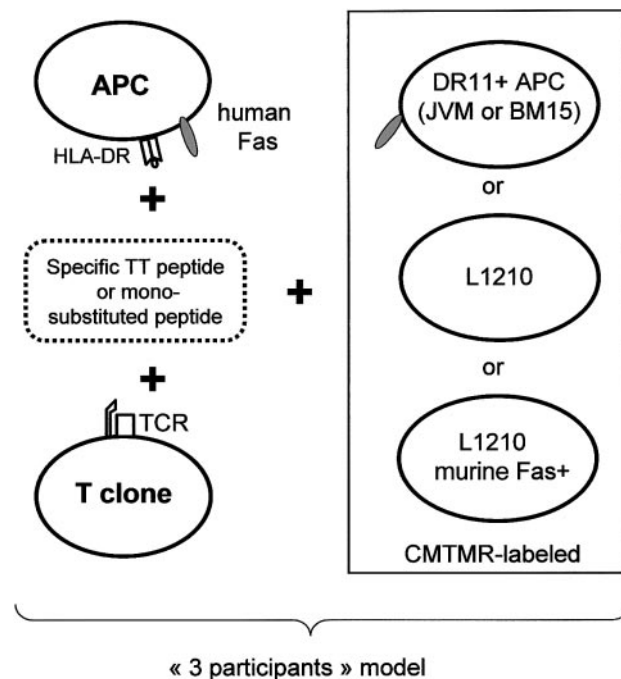 APC
human
Fas
HLA-DR
+
Specific TT peptide
or mono-
substituted peptide
+
TCR
T clone
+
DR11+ APC
(JVM or BM15)
or
L1210
or
L1210
murine Fas+
CMTMR-labeled
« 3 participants » model